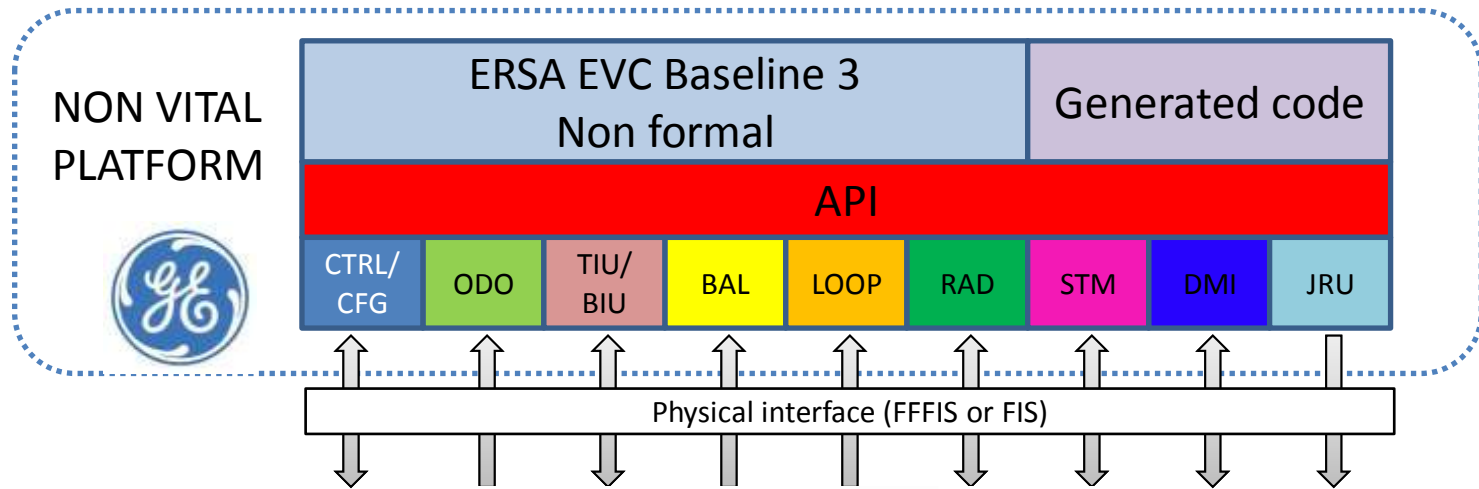 NON VITAL
PLATFORM
ERSA EVC Baseline 3
Non formal
Generated code
API
CTRL/
CFG
ODO
TIU/
BIU
BAL
LOOP
RAD
STM
DMI
JRU
GE
Physical interface (FFFIS or FIS)